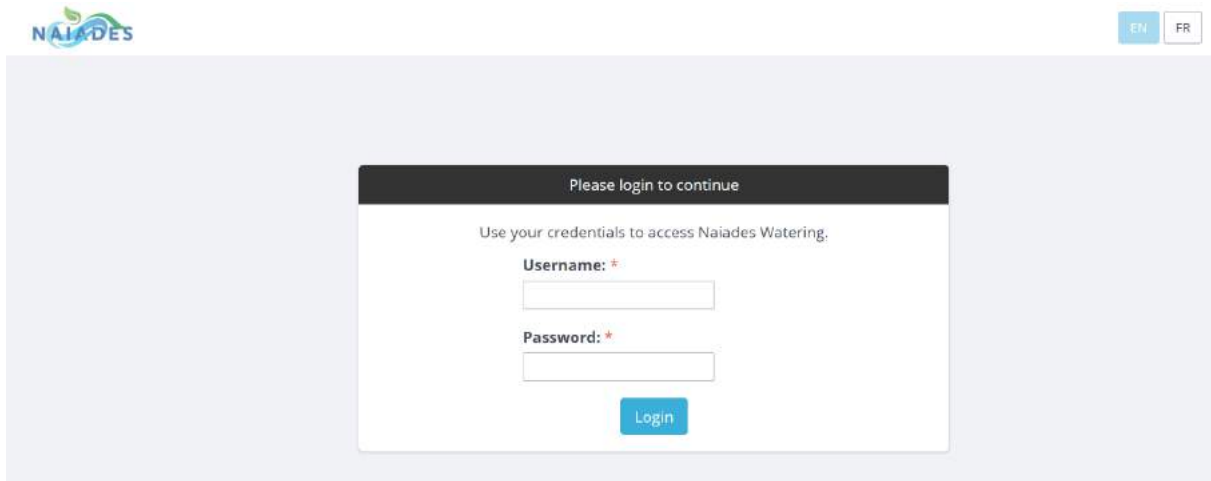 NAIADES
EN FR
Please login to continue
Use your credentials to access Naiades Watering.
Username: *
Password: *
Login